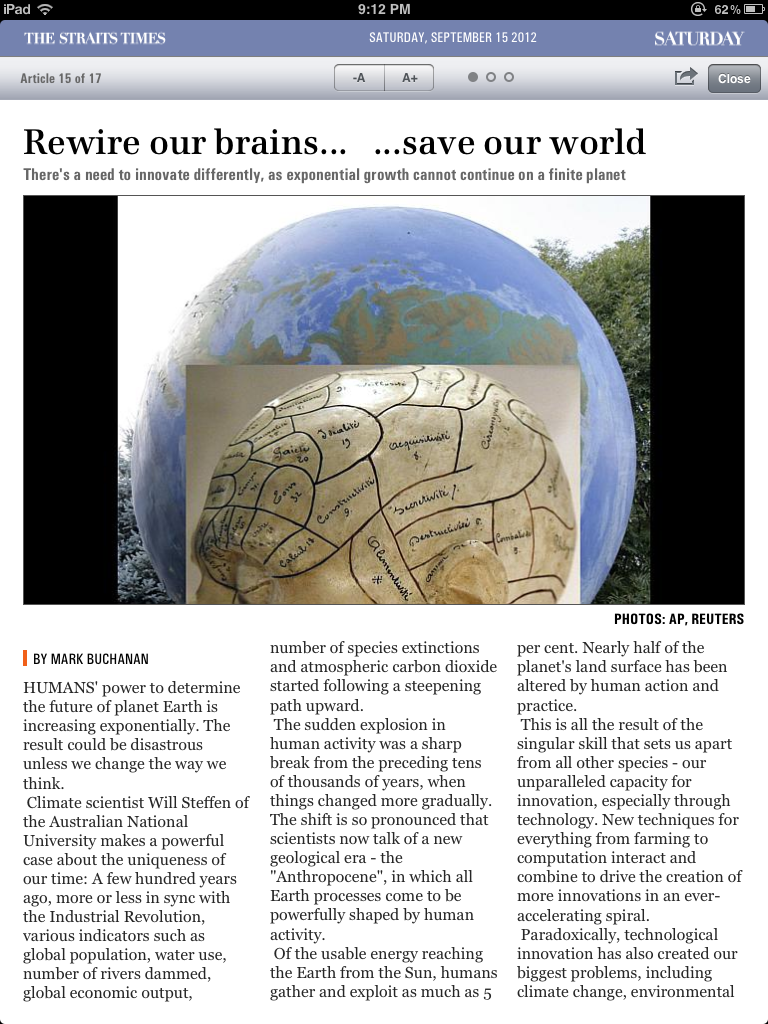 iPad
9:12 PM
62%
THE STRAITS TIMES
SATURDAY, SEPTEMBER 15 2012
SATURDAY
Article 15 of 17
-A
A+
Close
Rewire our brains... ...save our world
There's a need to innovate differently, as exponential growth cannot continue on a finite planet
Idéalité
19
acquisivité
8.
Gaieté
20
Constructivité
9.
Secrétivité 7.
Destructivité 6.
Calcul
Alimentivité
PHOTOS: AP, REUTERS
BY MARK BUCHANAN
HUMANS' power to determine
the future of planet Earth is
increasing exponentially. The
result could be disastrous
unless we change the way we
think.
Climate scientist Will Steffen of
the Australian National
University makes a powerful
case about the uniqueness of
our time: A few hundred years
ago, more or less in sync with
the Industrial Revolution,
various indicators such as
global population, water use,
number of rivers dammed,
global economic output,
number of species extinctions
and atmospheric carbon dioxide
started following a steepening
path upward.
The sudden explosion in
human activity was a sharp
break from the preceding tens
of thousands of years, when
things changed more gradually.
The shift is so pronounced that
scientists now talk of a new
geological era - the
"Anthropocene", in which all
Earth processes come to be
powerfully shaped by human
activity.
Of the usable energy reaching
the Earth from the Sun, humans
gather and exploit as much as 5
per cent. Nearly half of the
planet's land surface has been
altered by human action and
practice.
This is all the result of the
singular skill that sets us apart
from all other species - our
unparalleled capacity for
innovation, especially through
technology. New techniques for
everything from farming to
computation interact and
combine to drive the creation of
more innovations in an ever-
accelerating spiral.
Paradoxically, technological
innovation has also created our
biggest problems, including
climate change, environmental